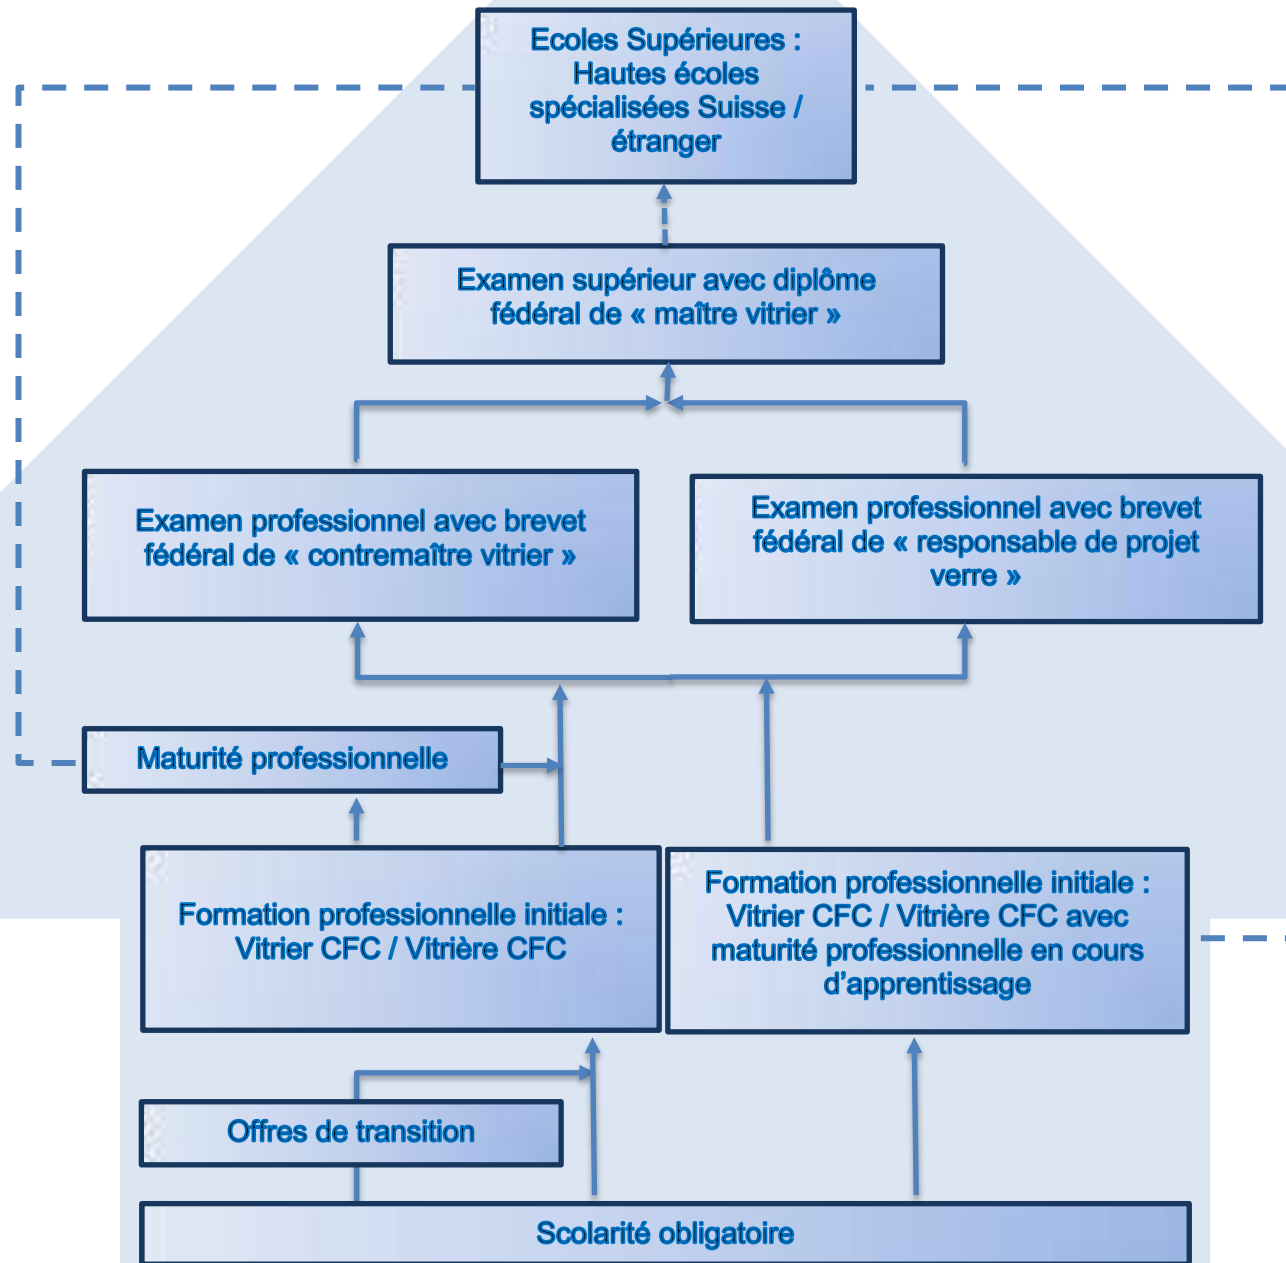 Ecoles Supérieures :
Hautes écoles
spécialisées Suisse /
étranger
Examen supérieur avec diplôme
fédéral de « maître vitrier »
Examen professionnel avec brevet
fédéral de « contremaître vitrier »
Examen professionnel avec brevet
fédéral de « responsable de projet
verre »
Maturité professionnelle
Formation professionnelle initiale :
Vitrier CFC / Vitrière CFC
Formation professionnelle initiale :
Vitrier CFC / Vitrière CFC avec
maturité professionnelle en cours
d’apprentissage
Offres de transition
Scolarité obligatoire